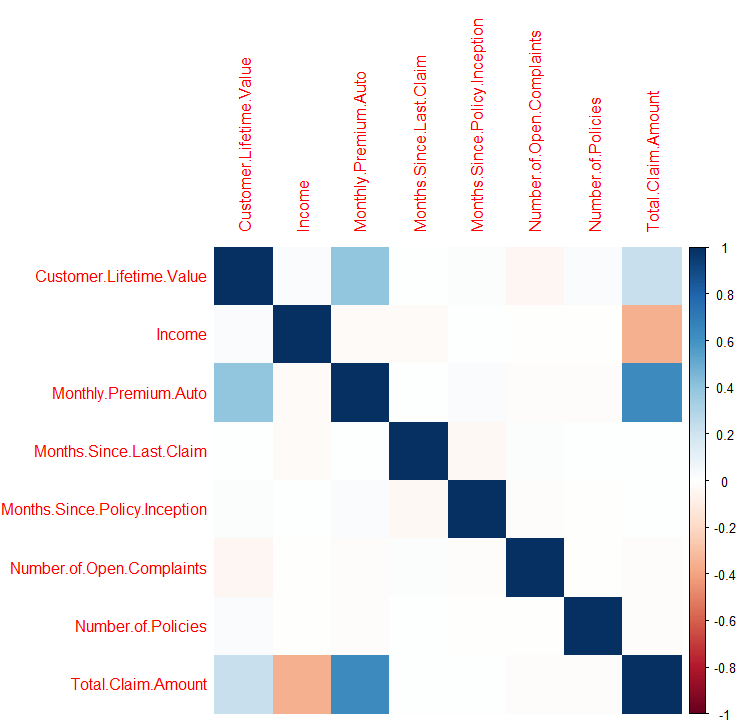 Customer.Lifetime.Value
Income
Monthly.Premium.Auto
Months.Since.Last.Claim
Months.Since.Policy.Inception
Number.of.Open.Complaints
Number.of.Policies
Total.Claim.Amount
Customer.Lifetime.Value
Income
Monthly.Premium.Auto
Months.Since.Last.Claim
Months.Since.Policy.Inception
Number.of.Open.Complaints
Number.of.Policies
Total.Claim.Amount
1
0.8
0.6
0.4
0.2
0
-0.2
-0.4
-0.6
-0.8
-1